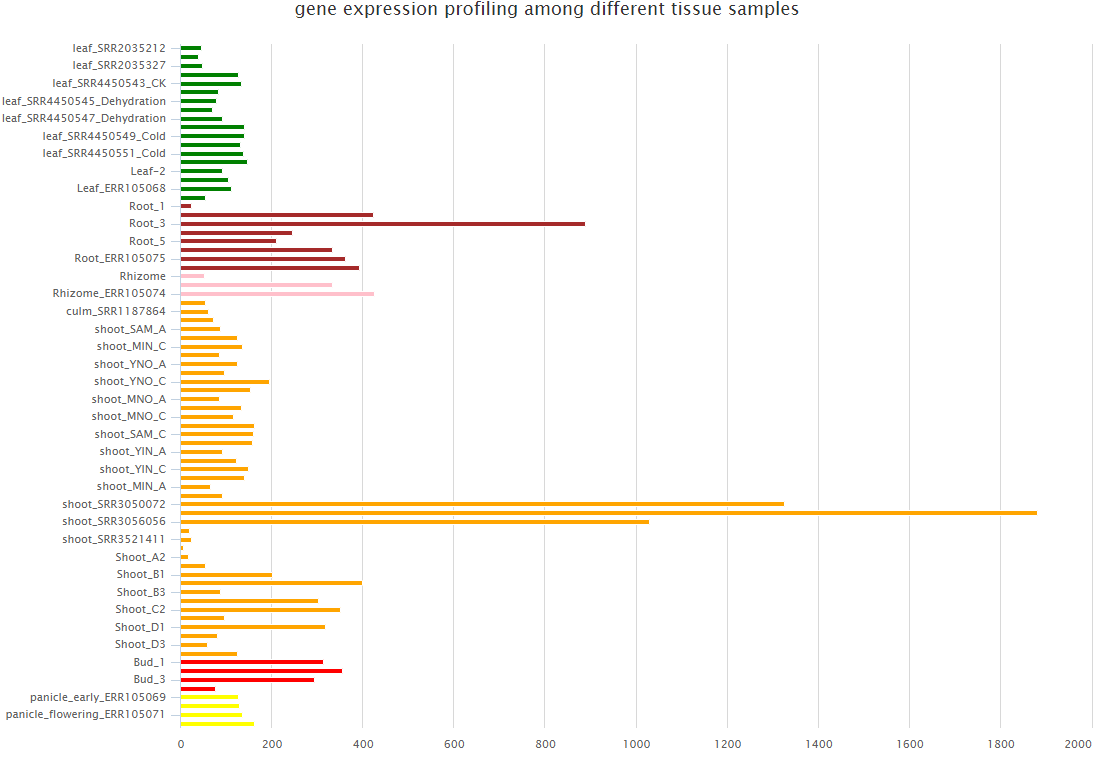 gene expression profiling among different tissue samples
leaf_SRR2035212
leaf_SRR2035327
leaf_SRR4450543_CK
leaf_SRR4450545_Dehydration
leaf_SRR4450547_Dehydration
leaf_SRR4450549_Cold
leaf_SRR4450551_Cold
Leaf-2
Leaf_ERR105068
Root_1
Root_3
Root_5
Root_ERR105075
Rhizome
Rhizome_ERR105074
culm_SRR1187864
shoot_SAM_A
shoot_MIN_C
shoot_YNO_A
shoot_YNO_C
shoot_MNO_A
shoot_MNO_C
shoot_SAM_C
shoot_YIN_A
shoot_YIN_C
shoot_MIN_A
shoot_SRR3050072
shoot_SRR3056056
shoot_SRR3521411
Shoot_A2
Shoot_B1
Shoot_B3
Shoot_C2
Shoot_D1
Shoot_D3
Bud_1
Bud_3
panicle_early_ERR105069
panicle_flowering_ERR105071
0 200 400 600 800 1000 1200 1400 1600 1800 2000